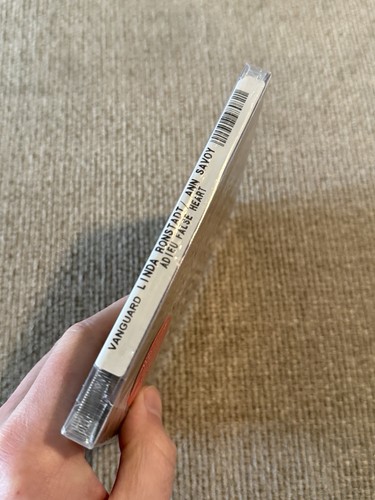 VANGUARD LINDA RONSTADT/ ANN SAVOY
ADIEU FALSE HEART